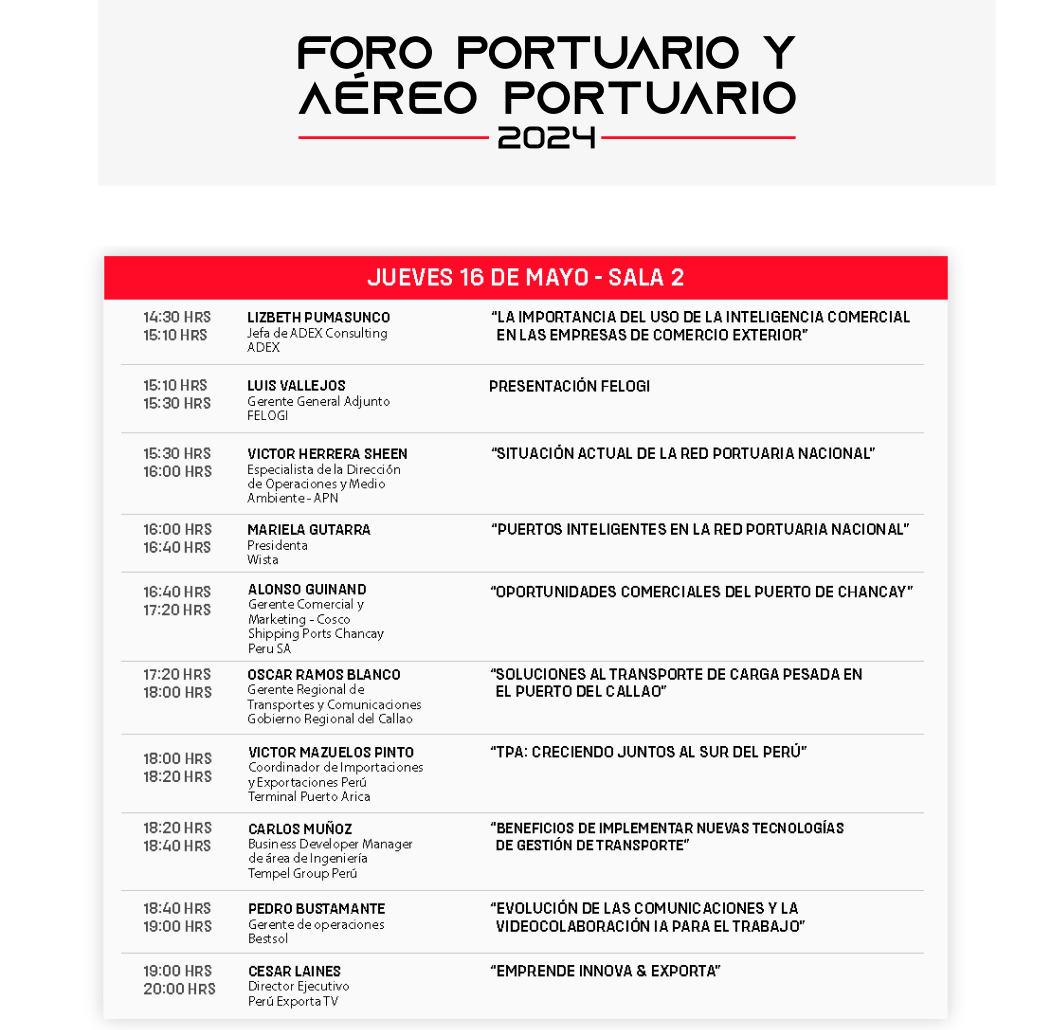 FORO PORTUARIO Y
AÉREO PORTUARIO
2024
JUEVES 16 DE MAYO - SALA 2
14:30 HRS
15:10 HRS
LIZBETH PUMASUNCO
Jefa de ADEX Consulting
ADEX
“LA IMPORTANCIA DEL USO DE LA INTELIGENCIA COMERCIAL
EN LAS EMPRESAS DE COMERCIO EXTERIOR”
15:10 HRS
15:30 HRS
LUIS VALLEJOS
Gerente General Adjunto
FELOGI
PRESENTACIÓN FELOGI
15:30 HRS
16:00 HRS
VICTOR HERRERA SHEEN
Especialista de la Dirección
de Operaciones y Medio
Ambiente - APN
“SITUACIÓN ACTUAL DE LA RED PORTUARIA NACIONAL”
16:00 HRS
16:40 HRS
MARIELA GUTARRA
Presidenta
Wista
“PUERTOS INTELIGENTES EN LA RED PORTUARIA NACIONAL”
16:40 HRS
17:20 HRS
ALONSO GUINAND
Gerente Comercial y
Marketing - Cosco
Shipping Ports Chancay
Peru SA
“OPORTUNIDADES COMERCIALES DEL PUERTO DE CHANCAY”
17:20 HRS
18:00 HRS
OSCAR RAMOS BLANCO
Gerente Regional de
Transportes y Comunicaciones
Gobierno Regional del Callao
“SOLUCIONES AL TRANSPORTE DE CARGA PESADA EN
EL PUERTO DEL CALLAO”
18:00 HRS
18:20 HRS
VICTOR MAZUELOS PINTO
Coordinador de Importaciones
y Exportaciones Perú
Terminal Puerto Arica
“TPA: CRECIENDO JUNTOS AL SUR DEL PERÚ”
18:20 HRS
18:40 HRS
CARLOS MUÑOZ
Business Developer Manager
de área de Ingeniería
Tempel Group Perú
“BENEFICIOS DE IMPLEMENTAR NUEVAS TECNOLOGÍAS
DE GESTIÓN DE TRANSPORTE”
18:40 HRS
19:00 HRS
PEDRO BUSTAMANTE
Gerente de operaciones
Bestsol
“EVOLUCIÓN DE LAS COMUNICACIONES Y LA
VIDEOCOLABORACIÓN IA PARA EL TRABAJO”
19:00 HRS
20:00 HRS
CESAR LAINES
Director Ejecutivo
Perú Exporta TV
“EMPRENDE INNOVA & EXPORTA”